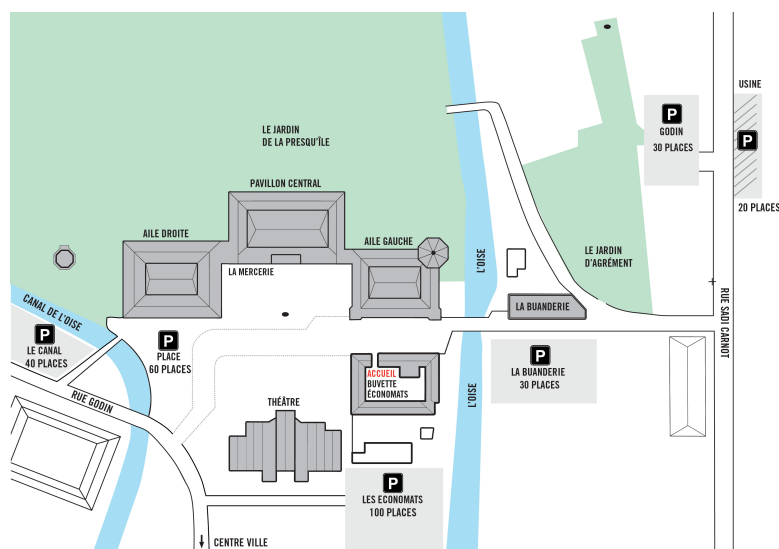 USINE
P
P
GODIN
30 PLACES
20 PLACES
LE JARDIN
DE LA PRESQU'ÎLE
PAVILLON CENTRAL
AILE DROITE
AILE GAUCHE
LA MERCERIE
L'OISE
LE JARDIN
D'AGRÉMENT
LA BUANDERIE
RUE SADI CARNOT
CANAL DE L'OISE
P
LE CANAL
40 PLACES
P
PLACE
60 PLACES
ACCUEIL
BUVETTE
ÉCONOMATS
P
LA BUANDERIE
30 PLACES
RUE GODIN
THÉÂTRE
L'OISE
P
LES ECONOMATS
100 PLACES
CENTRE VILLE